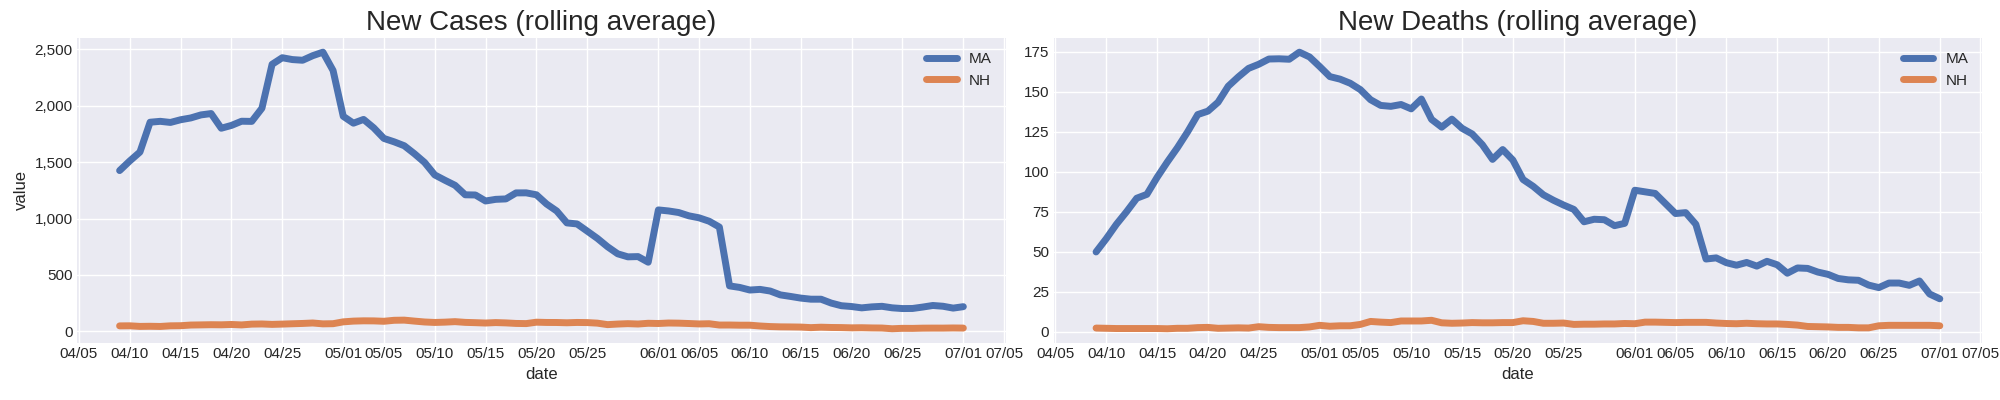 New Cases (rolling average)
2,500
2,000
1,500
1,000
500
0
value
MA
NH
04/05 04/10 04/15 04/20 04/25 05/01 05/05 05/10 05/15 05/20 05/25 06/01 06/05 06/10 06/15 06/20 06/25 07/01 07/05
date
New Deaths (rolling average)
175
150
125
100
75
50
25
0
MA
NH
04/05 04/10 04/15 04/20 04/25 05/01 05/05 05/10 05/15 05/20 05/25 06/01 06/05 06/10 06/15 06/20 06/25 07/01 07/05
date